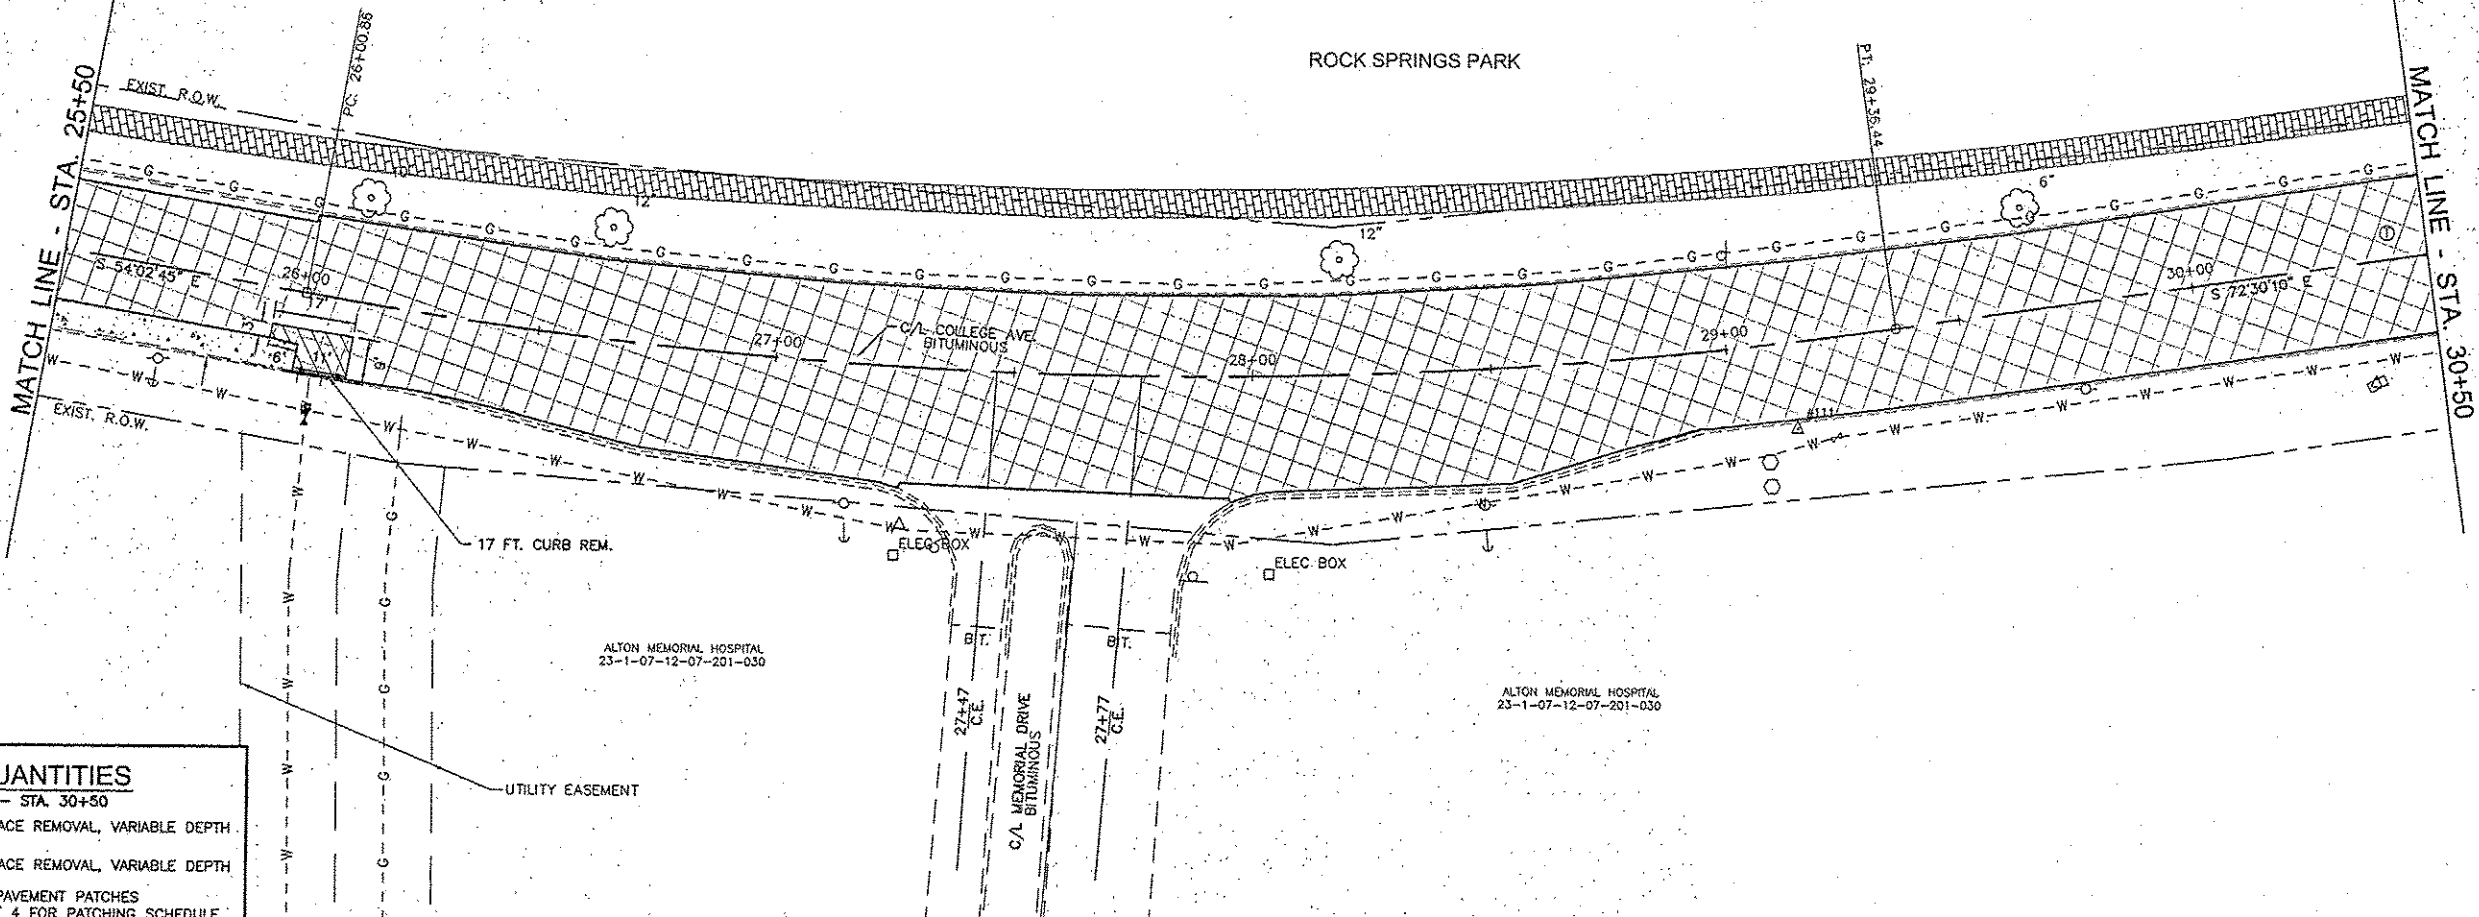 ROCK SPRINGS PARK
MATCH LINE - STA. 25+50
EXIST. R.O.W.
PC: 26+00.86
PT: 29+36.44
MATCH LINE - STA. 30+50
10"
12"
12"
6"
S 54°02'45" E
26+00
17'
3'
6'
11'
9'
27+00
C/L COLLEGE AVE.
BITUMINOUS
28+00
29+00
30+00
S 72°30'10" E
#111
EXIST. R.O.W.
17 FT. CURB REM.
ELEC BOX
ELEC BOX
ALTON MEMORIAL HOSPITAL
23-1-07-12-07-201-030
BIT.
BIT.
27+47
C.E.
C/L MEMORIAL DRIVE
BITUMINOUS
27+77
C.E.
ALTON MEMORIAL HOSPITAL
23-1-07-12-07-201-030
UTILITY EASEMENT
UANTITIES
- STA. 30+50
ACE REMOVAL, VARIABLE DEPTH
ACE REMOVAL, VARIABLE DEPTH
PAVEMENT PATCHES
4 FOR PATCHING SCHEDULE